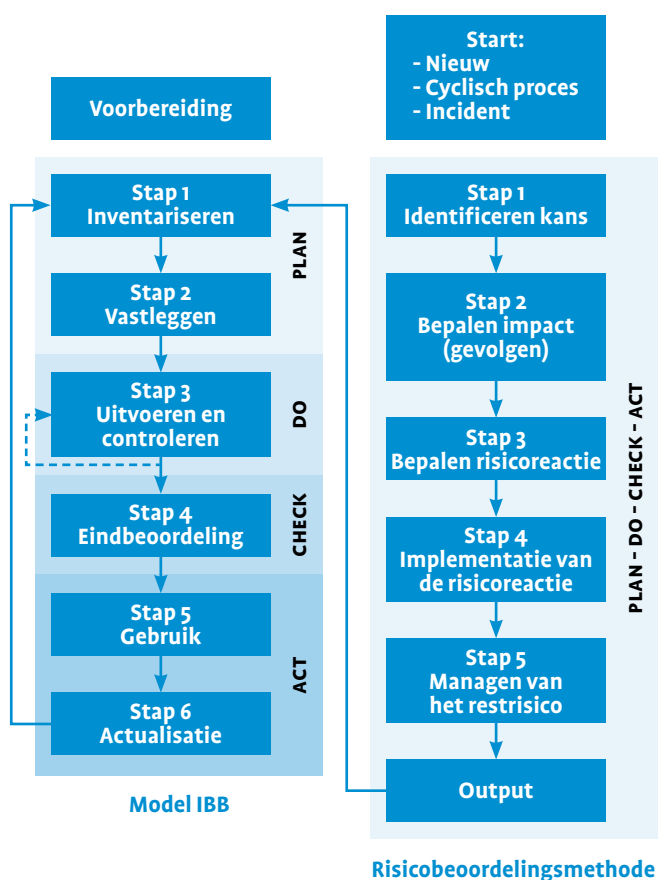 Voorbereiding
Stap 1
Inventariseren
Stap 2
Vastleggen
PLAN
Stap 3
Uitvoeren en
controleren
DO
Stap 4
Eindbeoordeling
CHECK
Stap 5
Gebruik
Stap 6
Actualisatie
ACT
Model IBB
Start:
- Nieuw
- Cyclisch proces
- Incident
Stap 1
Identificeren kans
Stap 2
Bepalen impact
(gevolgen)
Stap 3
Bepalen risicoreactie
Stap 4
Implementatie van
de risicoreactie
Stap 5
Managen van
het restrisico
Output
PLAN - DO - CHECK - ACT
Risicobeoordelingsmethode